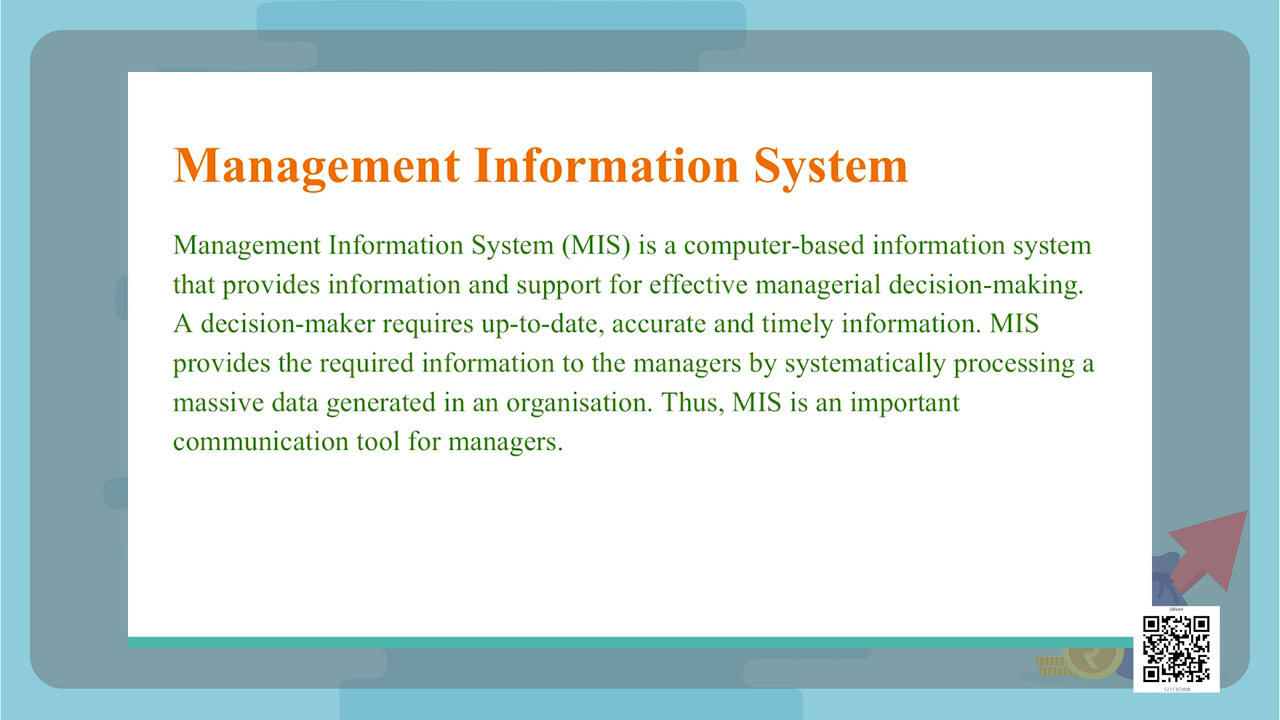 Management Information System
Management Information System (MIS) is a computer-based information system
that provides information and support for effective managerial decision-making.
A decision-maker requires up-to-date, accurate and timely information. MIS
provides the required information to the managers by systematically processing a
massive data generated in an organisation. Thus, MIS is an important
communication tool for managers.
12113CH08